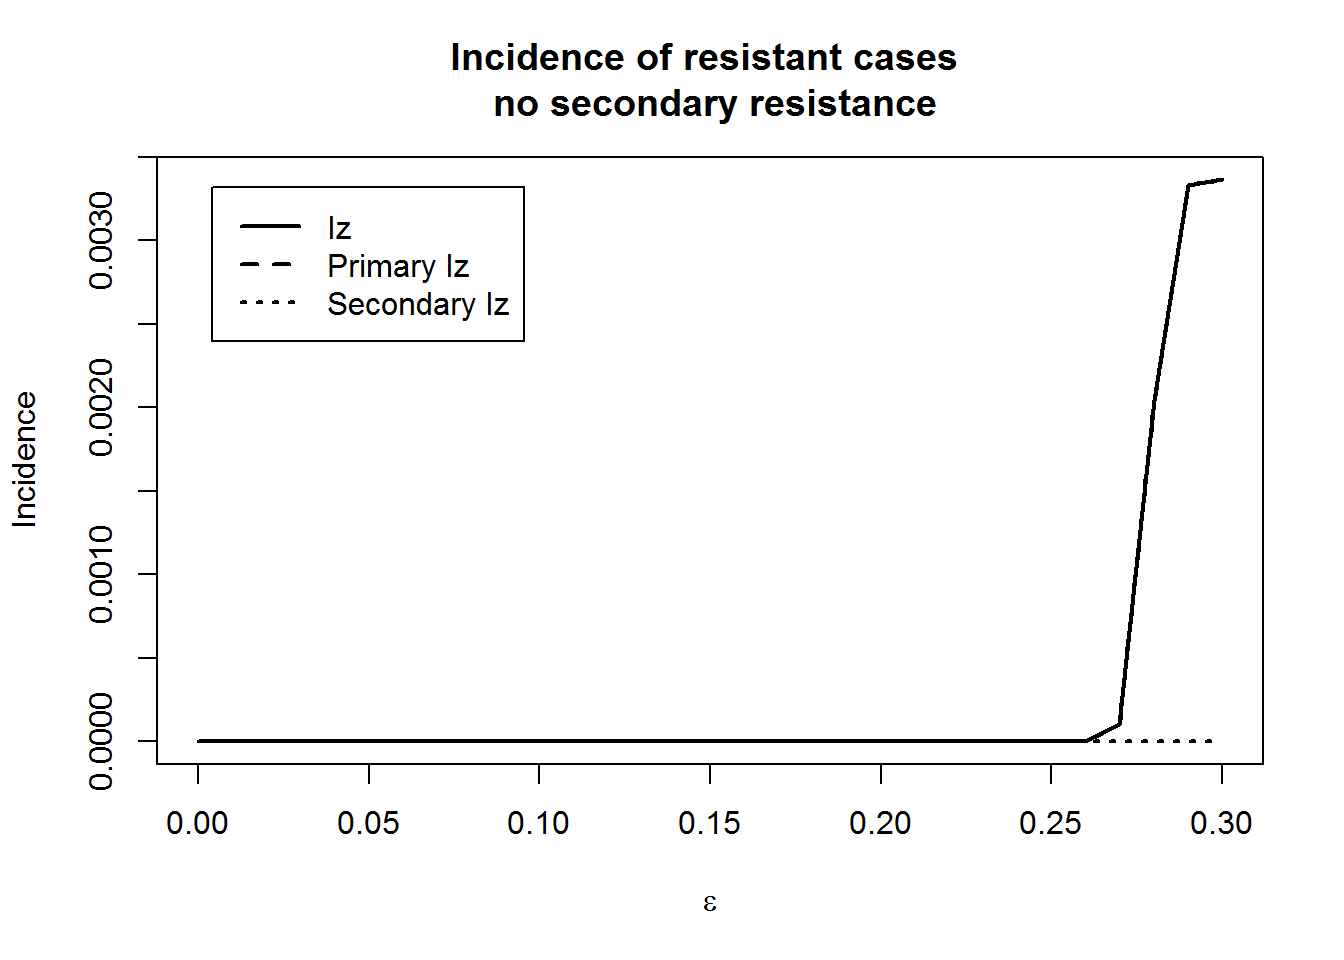 Incidence of resistant cases
no secondary resistance
Iz
Primary Iz
Secondary Iz
Incidence
0.0030
0.0020
0.0010
0.0000
0.00 0.05 0.10 0.15 0.20 0.25 0.30
ε